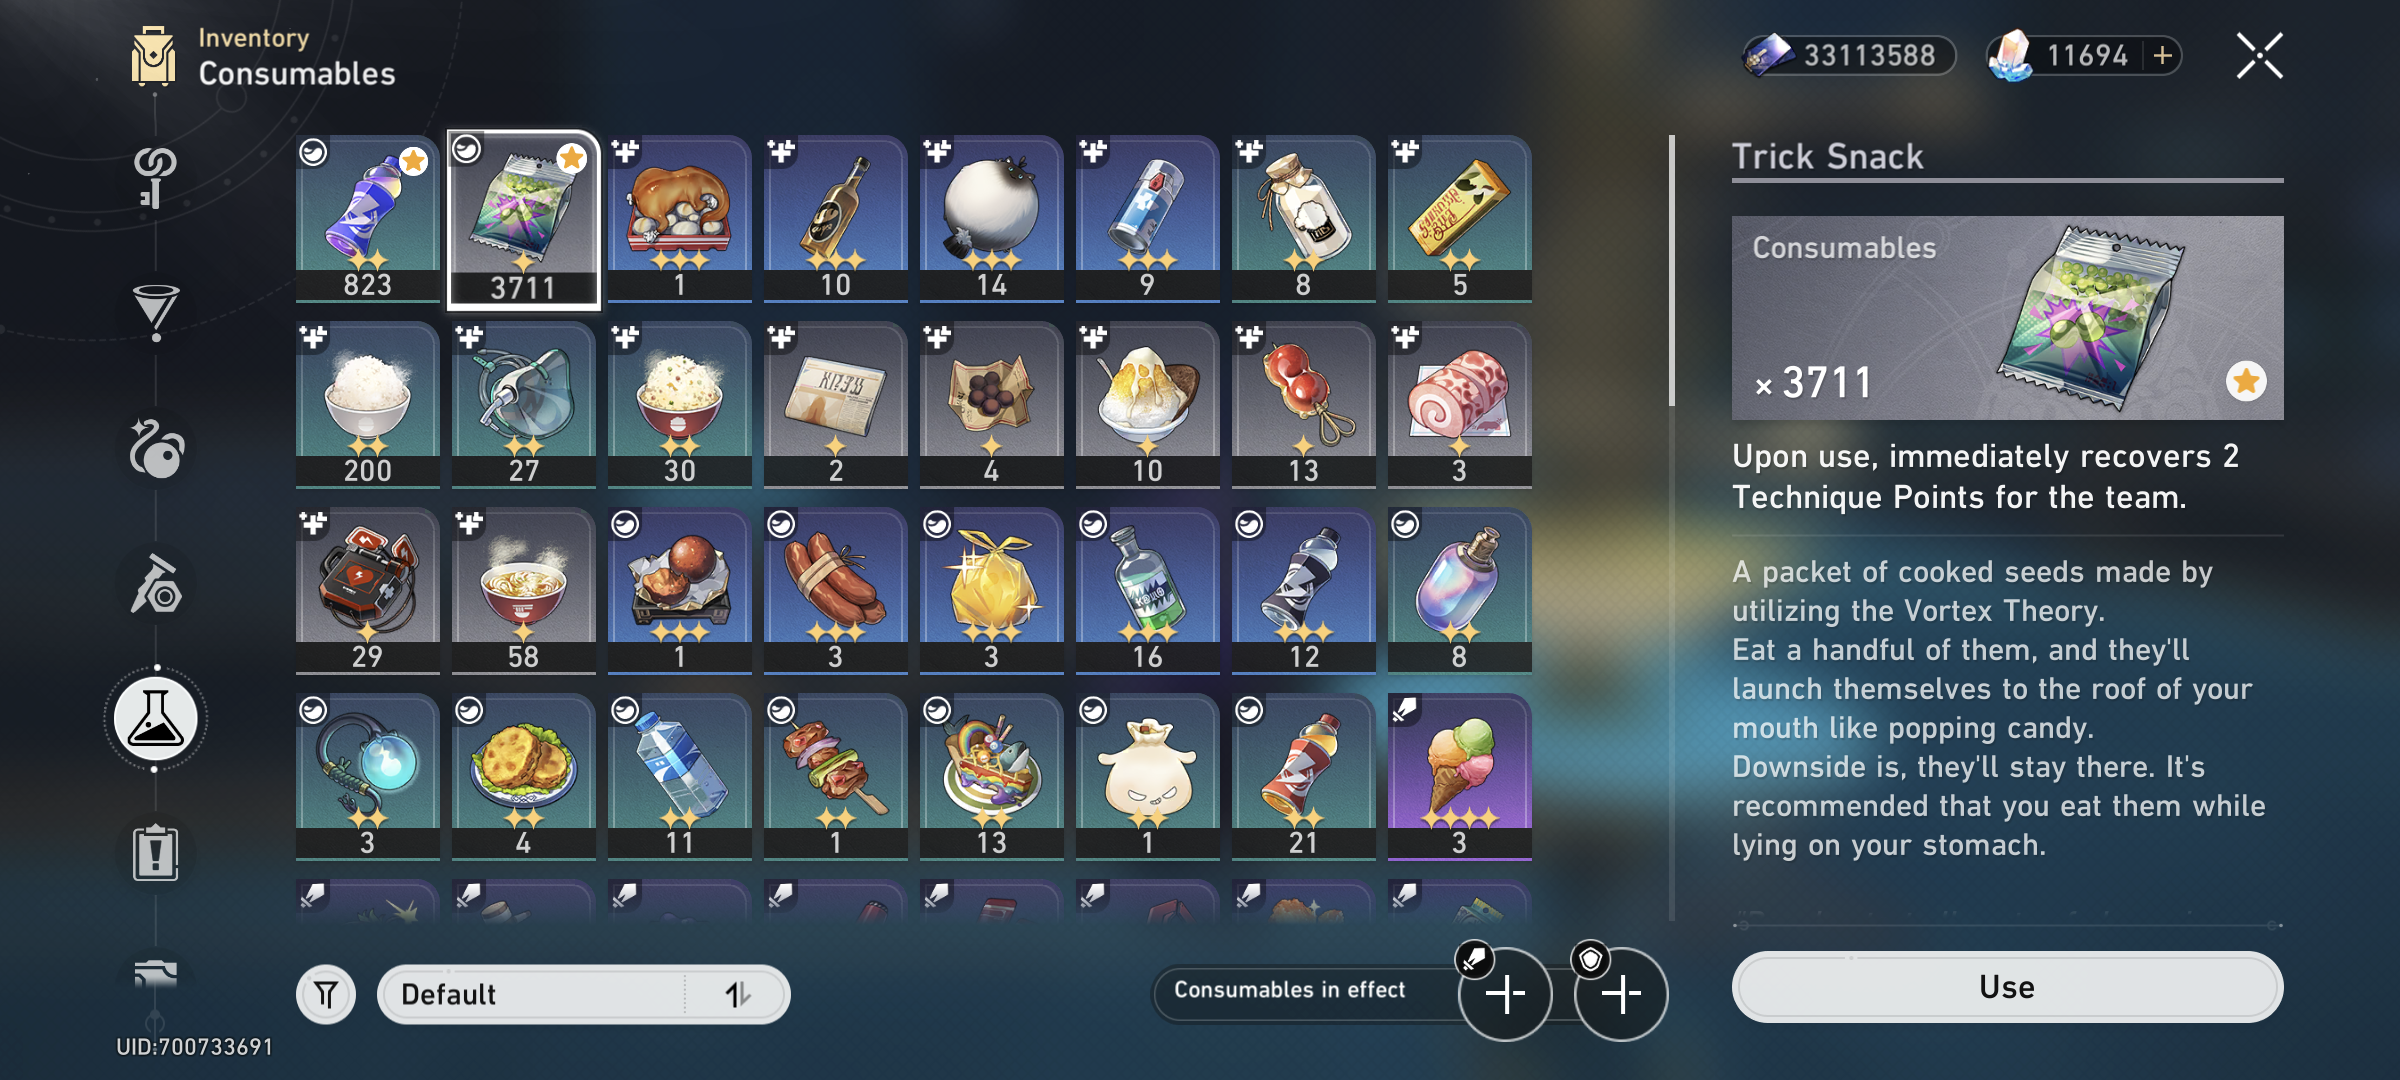 Inventory
Consumables
33113588
11694
823
3711
1
10
14
9
8
5
200
27
30
2
4
10
13
3
29
58
1
3
3
16
12
8
3
4
11
1
13
1
21
3
Default
Consumables in effect
UID:700733691
Trick Snack
Consumables
× 3711
Upon use, immediately recovers 2
Technique Points for the team.
A packet of cooked seeds made by
utilizing the Vortex Theory.
Eat a handful of them, and they'll
launch themselves to the roof of your
mouth like popping candy.
Downside is, they'll stay there. It's
recommended that you eat them while
lying on your stomach.
Use